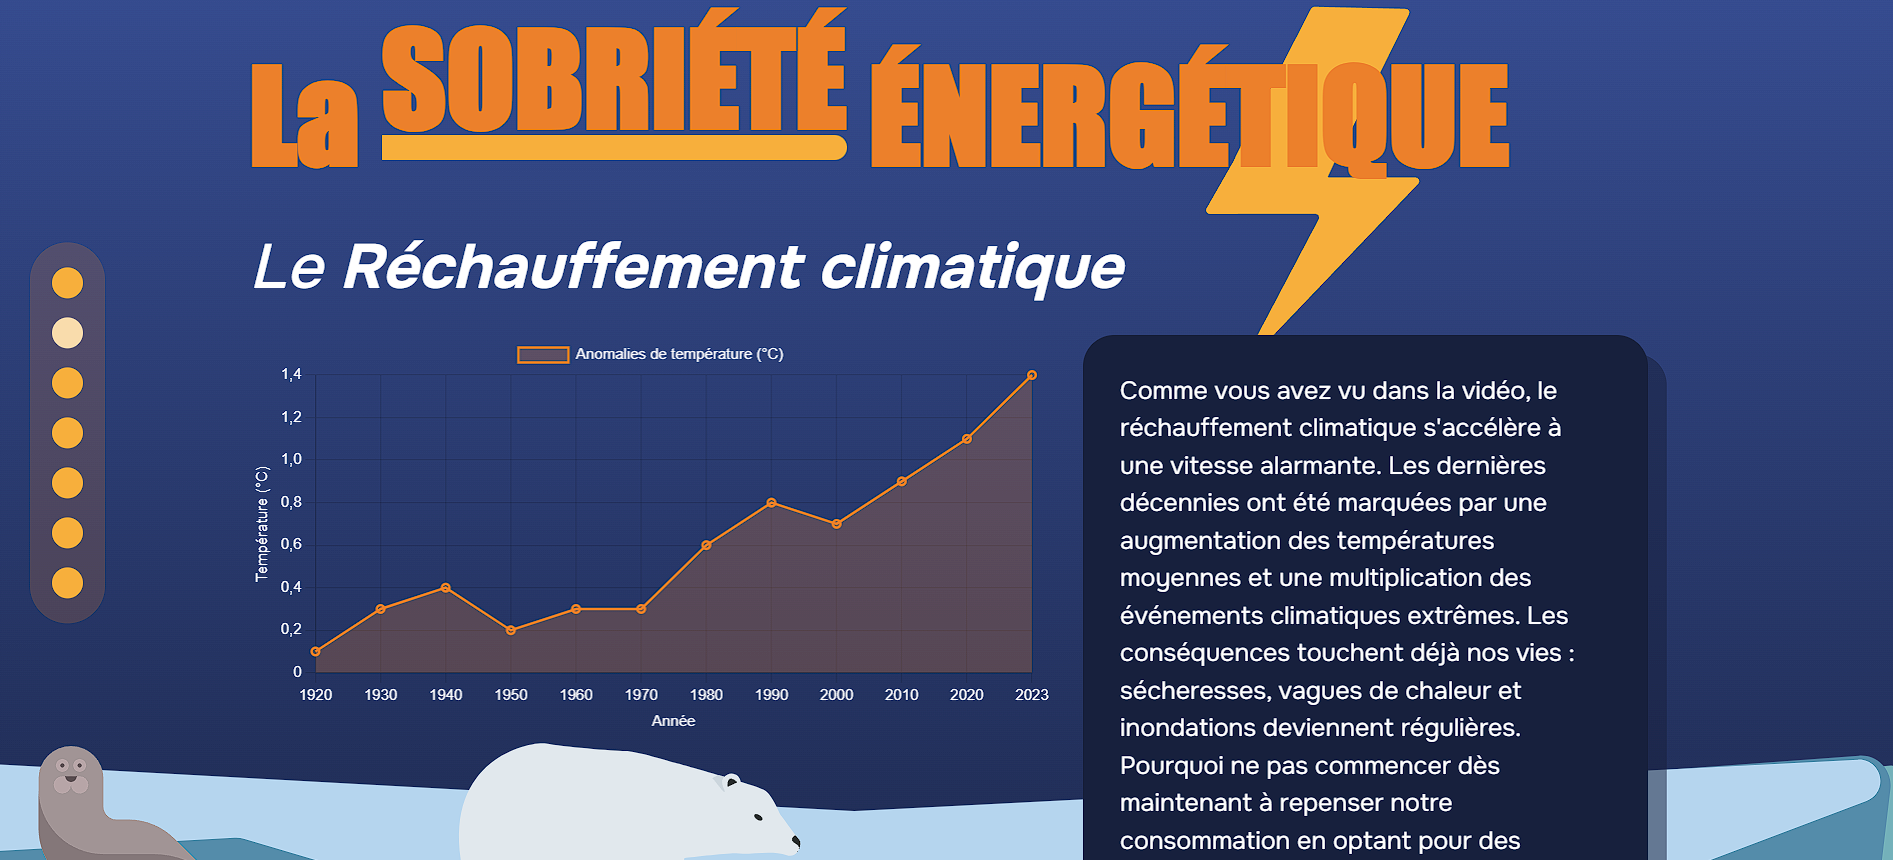 La SOBRIÉTÉ ÉNERGÉTIQUE
Le Réchauffement climatique
Anomalies de température (°C)
1,4
1,2
1,0
0,8
0,6
0,4
0,2
0
Température (°C)
1920 1930 1940 1950 1960 1970 1980 1990 2000 2010 2020 2023
Année
Comme vous avez vu dans la vidéo, le
réchauffement climatique s'accélère à
une vitesse alarmante. Les dernières
décennies ont été marquées par une
augmentation des températures
moyennes et une multiplication des
événements climatiques extrêmes. Les
conséquences touchent déjà nos vies :
sécheresses, vagues de chaleur et
inondations deviennent régulières.
Pourquoi ne pas commencer dès
maintenant à repenser notre
consommation en optant pour des